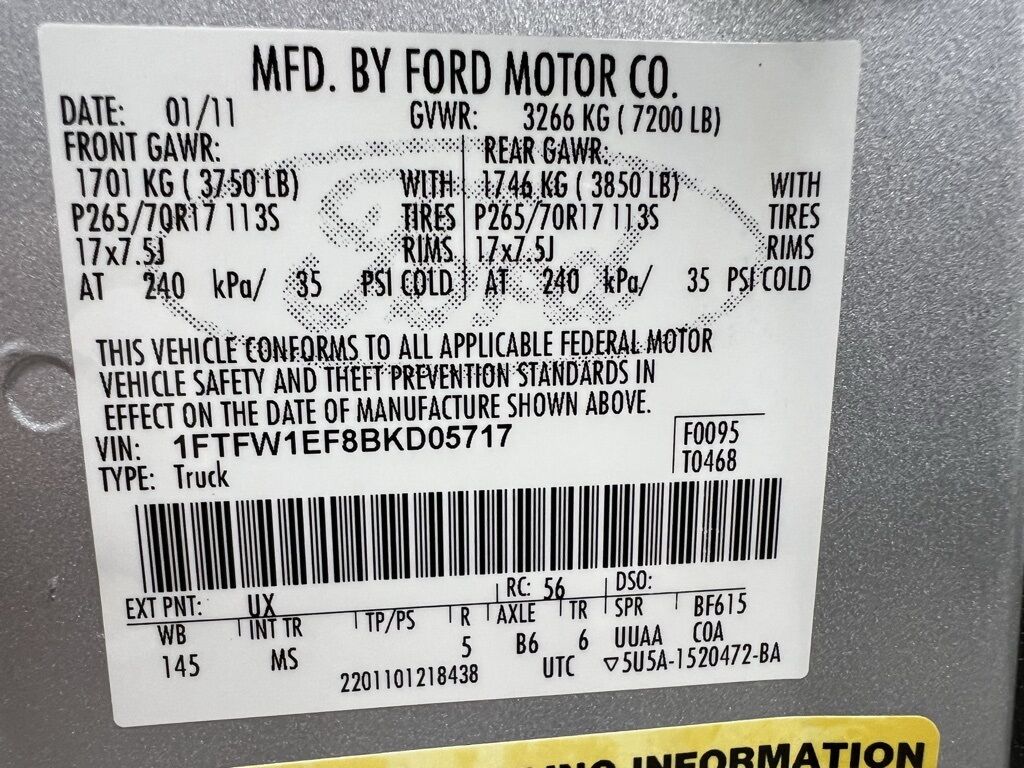 MFD. BY FORD MOTOR CO.
DATE: 01/11 GVWR: 3266 KG ( 7200 LB)
FRONT GAWR: REAR GAWR:
1701 KG ( 3750 LB) WITH 1746 KG ( 3850 LB) WITH
P265/70R17 113S TIRES P265/70R17 113S TIRES
17x7.5J RIMS 17x7.5J RIMS
AT 240 kPa/ 35 PSI COLD AT 240 kPa/ 35 PSI COLD
Ford
THIS VEHICLE CONFORMS TO ALL APPLICABLE FEDERAL MOTOR
VEHICLE SAFETY AND THEFT PREVENTION STANDARDS IN
EFFECT ON THE DATE OF MANUFACTURE SHOWN ABOVE.
VIN: 1FTFW1EF8BKD05717 F0095
TYPE: Truck T0468
EXT PNT: UX RC: 56 DSO:
WB INT TR TP/PS R AXLE TR SPR BF615
145 MS 5 B6 6 UUAA COA
2201101218438 UTC ▽5U5A-1520472-BA
INFORMATION